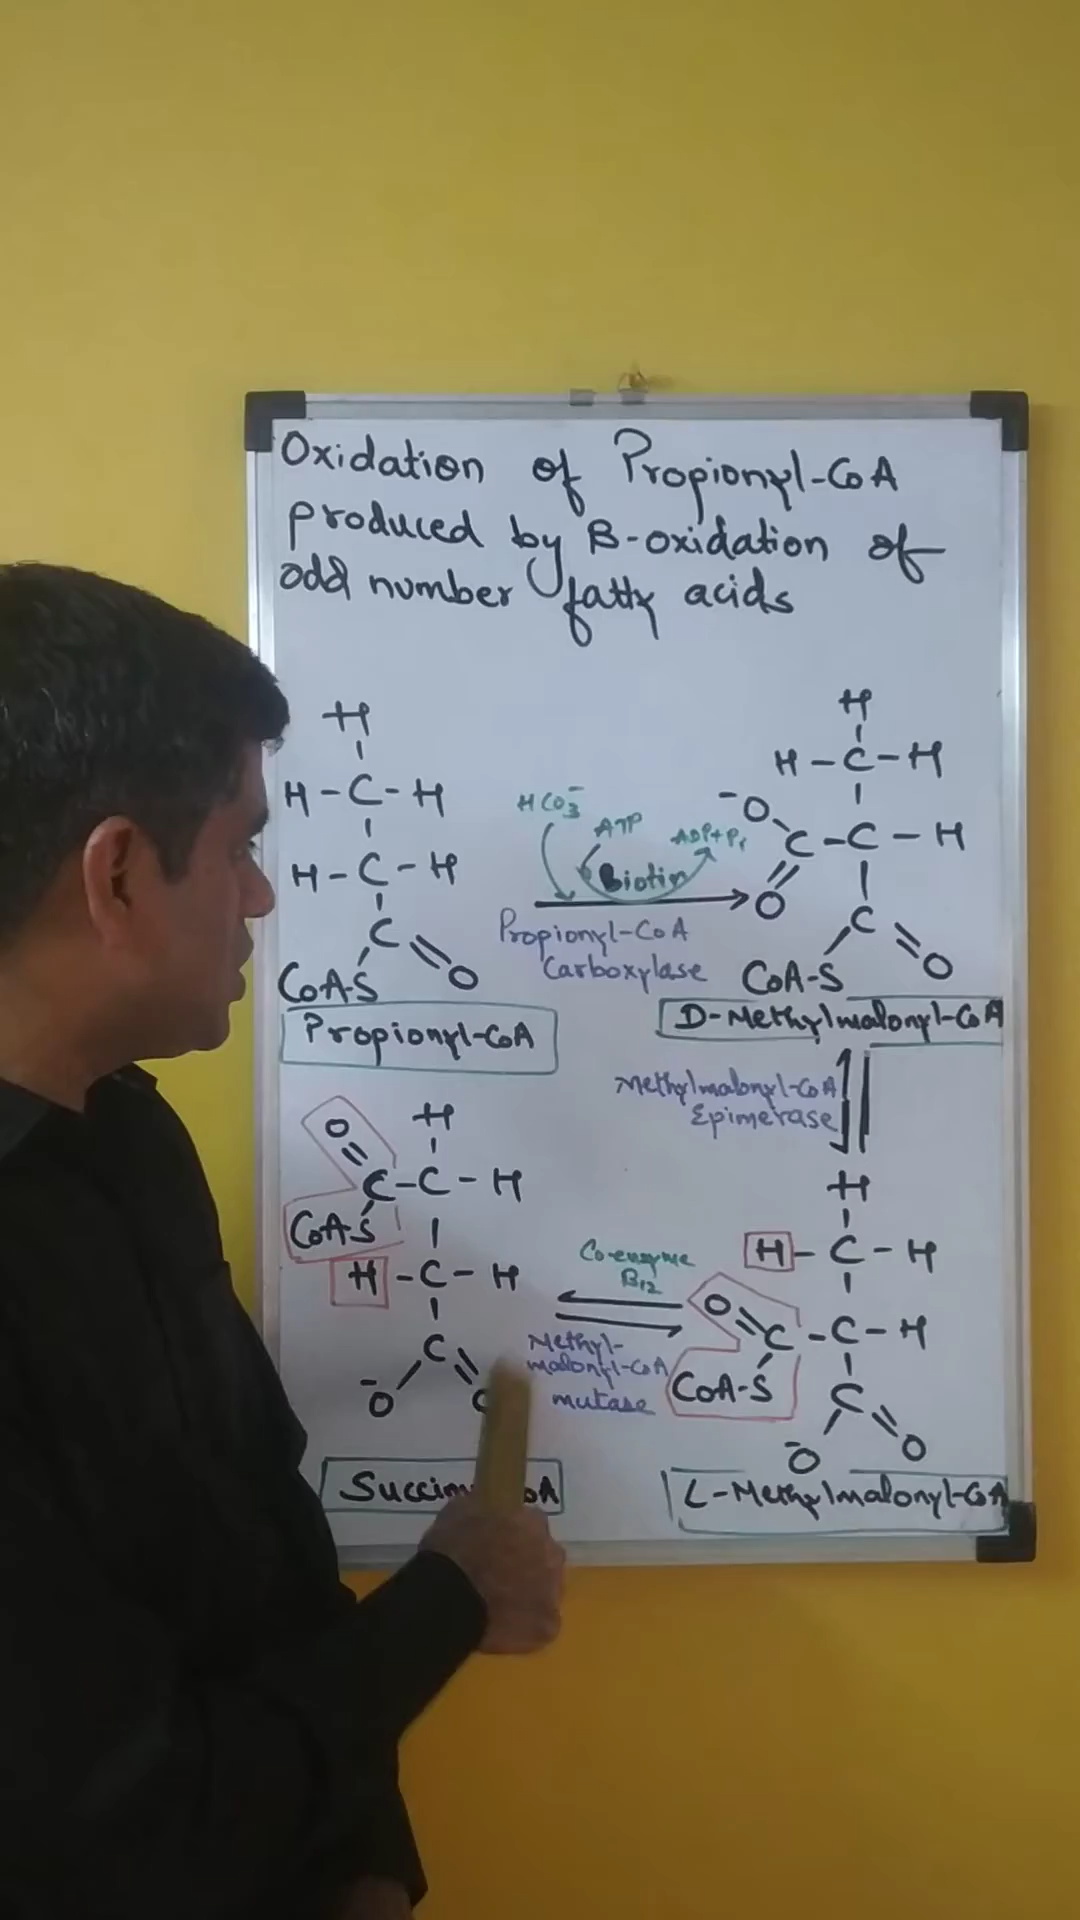 Oxidation of Propionyl-CoA
produced by B-oxidation of
odd number fatty acids
H
H-C-H
H-C-H
C=O
CoA-S
Propionyl-CoA
HCO3-
ATP
ADP+Pi
Biotin
Propionyl-CoA
Carboxylase
H
H-C-H
-O
C-C-H
O
C=O
CoA-S
D-Methylmalonyl-CoA
Methylmalonyl-CoA
Epimerase
H
H-C-H
O=C-C-H
CoA-S
C=O
-O
L-Methylmalonyl-CoA
Co-enzyme
B12
Methyl-
malonyl-CoA
mutase
H
O=C-C-H
CoA-S
H-C-H
C
-O